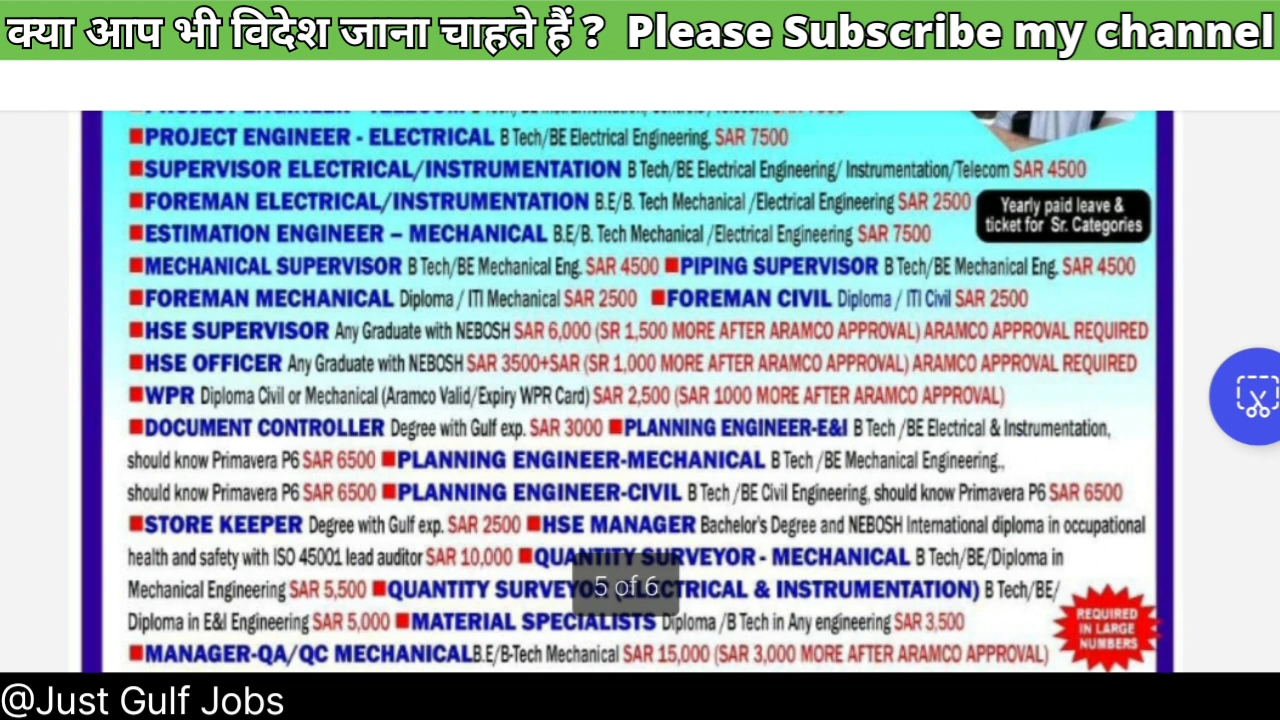 क्या आप भी विदेश जाना चाहते हैं ? Please Subscribe my channel
■PROJECT ENGINEER - ELECTRICAL B Tech/BE Electrical Engineering, SAR 7500
■SUPERVISOR ELECTRICAL/INSTRUMENTATION B Tech/BE Electrical Engineering/ Instrumentation/Telecom SAR 4500
■FOREMAN ELECTRICAL/INSTRUMENTATION B.E/B. Tech Mechanical /Electrical Engineering SAR 2500
Yearly paid leave &
ticket for Sr. Categories
■ESTIMATION ENGINEER – MECHANICAL B.E/B. Tech Mechanical /Electrical Engineering SAR 7500
■MECHANICAL SUPERVISOR B Tech/BE Mechanical Eng. SAR 4500 ■PIPING SUPERVISOR B Tech/BE Mechanical Eng. SAR 4500
■FOREMAN MECHANICAL Diploma / ITI Mechanical SAR 2500 ■FOREMAN CIVIL Diploma / ITI Civil SAR 2500
■HSE SUPERVISOR Any Graduate with NEBOSH SAR 6,000 (SR 1,500 MORE AFTER ARAMCO APPROVAL) ARAMCO APPROVAL REQUIRED
■HSE OFFICER Any Graduate with NEBOSH SAR 3500+SAR (SR 1,000 MORE AFTER ARAMCO APPROVAL) ARAMCO APPROVAL REQUIRED
■WPR Diploma Civil or Mechanical (Aramco Valid/Expiry WPR Card) SAR 2,500 (SAR 1000 MORE AFTER ARAMCO APPROVAL)
■DOCUMENT CONTROLLER Degree with Gulf exp. SAR 3000 ■PLANNING ENGINEER-E&I B Tech /BE Electrical & Instrumentation,
should know Primavera P6 SAR 6500 ■PLANNING ENGINEER-MECHANICAL B Tech /BE Mechanical Engineering.,
should know Primavera P6 SAR 6500 ■PLANNING ENGINEER-CIVIL B Tech /BE Civil Engineering, should know Primavera P6 SAR 6500
■STORE KEEPER Degree with Gulf exp. SAR 2500 ■HSE MANAGER Bachelor's Degree and NEBOSH International diploma in occupational
health and safety with ISO 45001 lead auditor SAR 10,000 ■QUANTITY SURVEYOR - MECHANICAL B Tech/BE/Diploma in
Mechanical Engineering SAR 5,500 ■QUANTITY SURVEYOR (ELECTRICAL & INSTRUMENTATION) B Tech/BE/
5 of 6
Diploma in E&I Engineering SAR 5,000 ■MATERIAL SPECIALISTS Diploma /B Tech in Any engineering SAR 3,500
■MANAGER-QA/QC MECHANICAL B.E/B-Tech Mechanical SAR 15,000 (SAR 3,000 MORE AFTER ARAMCO APPROVAL)
REQUIRED
IN LARGE
NUMBERS
@Just Gulf Jobs